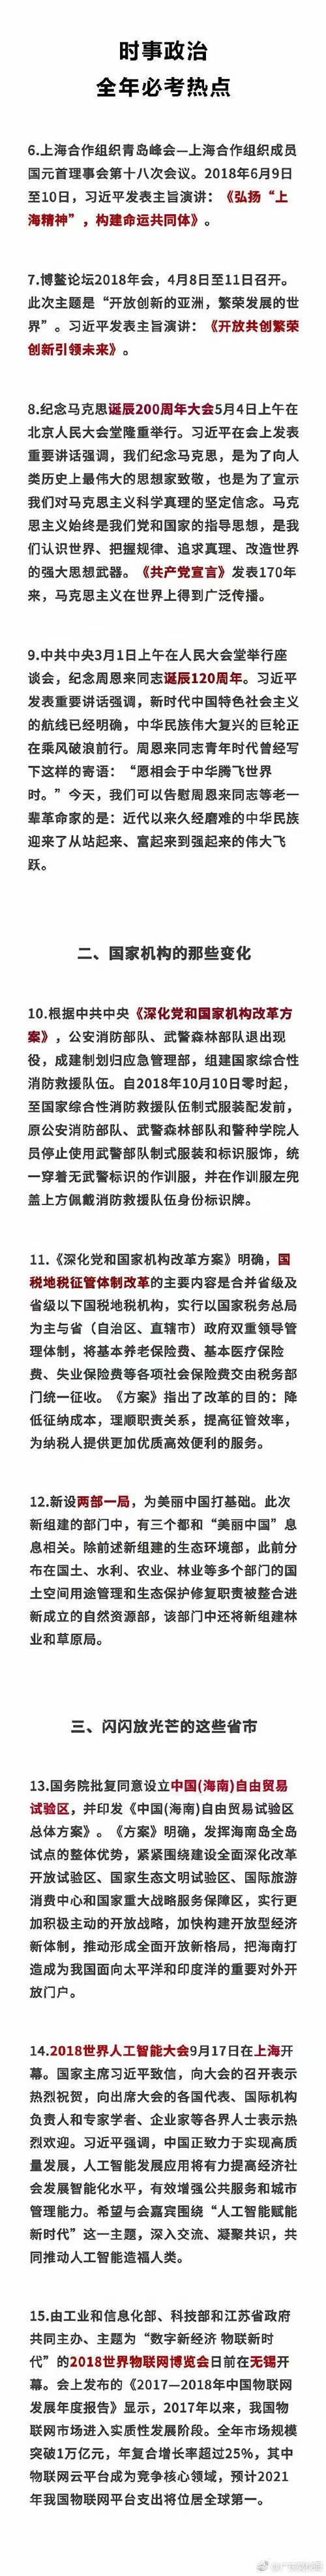 时事政治
全年必考热点
6.上海合作组织青岛峰会—上海合作组织成员
国元首理事会第十八次会议。2018年6月9日
至10日，习近平发表主旨演讲：《弘扬“上
海精神”，构建命运共同体》。
7.博鳌论坛2018年会，4月8日至11日召开。
此次主题是“开放创新的亚洲，繁荣发展的世
界”。习近平发表主旨演讲：《开放共创繁荣
创新引领未来》。
8.纪念马克思诞辰200周年大会5月4日上午在
北京人民大会堂隆重举行。习近平在会上发表
重要讲话强调，我们纪念马克思，是为了向人
类历史上最伟大的思想家致敬，也是为了宣示
我们对马克思主义科学真理的坚定信念。马克
思主义始终是我们党和国家的指导思想，是我
们认识世界、把握规律、追求真理、改造世界
的强大思想武器。《共产党宣言》发表170年
来，马克思主义在世界上得到广泛传播。
9.中共中央3月1日上午在人民大会堂举行座
谈会，纪念周恩来同志诞辰120周年。习近平
发表重要讲话强调，新时代中国特色社会主义
的航线已经明确，中华民族伟大复兴的巨轮正
在乘风破浪前行。周恩来同志青年时代曾经写
下这样的寄语：“愿相会于中华腾飞世界
时。”今天，我们可以告慰周恩来同志等老一
辈革命家的是：近代以来久经磨难的中华民族
迎来了从站起来、富起来到强起来的伟大飞
跃。
二、国家机构的那些变化
10.根据中共中央《深化党和国家机构改革方
案》，公安消防部队、武警森林部队退出现
役，成建制划归应急管理部，组建国家综合性
消防救援队伍。自2018年10月10日零时起，
至国家综合性消防救援队伍制式服装配发前，
原公安消防部队、武警森林部队和警种学院人
员停止使用武警部队制式服装和标识服饰，统
一穿着无武警标识的作训服，并在作训服左兜
盖上方佩戴消防救援队伍身份标识牌。
11.《深化党和国家机构改革方案》明确，国
税地税征管体制改革的主要内容是合并省级及
省级以下国税地税机构，实行以国家税务总局
为主与省（自治区、直辖市）政府双重领导管
理体制，将基本养老保险费、基本医疗保险
费、失业保险费等各项社会保险费交由税务部
门统一征收。《方案》指出了改革的目的：降
低征纳成本，理顺职责关系，提高征管效率，
为纳税人提供更加优质高效便利的服务。
12.新设两部一局，为美丽中国打基础。此次
新组建的部门中，有三个都和“美丽中国”息
息相关。除前述新组建的生态环境部，此前分
布在国土、水利、农业、林业等多个部门的国
土空间用途管理和生态保护修复职责被整合进
新成立的自然资源部，该部门中还将新组建林
业和草原局。
三、闪闪放光芒的这些省市
13.国务院批复同意设立中国(海南)自由贸易
试验区，并印发《中国(海南)自由贸易试验区
总体方案》。《方案》明确，发挥海南岛全岛
试点的整体优势，紧紧围绕建设全面深化改革
开放试验区、国家生态文明试验区、国际旅游
消费中心和国家重大战略服务保障区，实行更
加积极主动的开放战略，加快构建开放型经济
新体制，推动形成全面开放新格局，把海南打
造成为我国面向太平洋和印度洋的重要对外开
放门户。
14.2018世界人工智能大会9月17日在上海开
幕。国家主席习近平致信，向大会的召开表示
热烈祝贺，向出席大会的各国代表、国际机构
负责人和专家学者、企业家等各界人士表示热
烈欢迎。习近平强调，中国正致力于实现高质
量发展，人工智能发展应用将有力提高经济社
会发展智能化水平，有效增强公共服务和城市
管理能力。希望与会嘉宾围绕“人工智能赋能
新时代”这一主题，深入交流、凝聚共识，共
同推动人工智能造福人类。
15.由工业和信息化部、科技部和江苏省政府
共同主办、主题为“数字新经济 物联新时
代”的2018世界物联网博览会日前在无锡开
幕。会上发布的《2017—2018年中国物联网
发展年度报告》显示，2017年以来，我国物
联网市场进入实质性发展阶段。全年市场规模
突破1万亿元，年复合增长率超过25%，其中
物联网云平台成为竞争核心领域，预计2021
年我国物联网平台支出将位居全球第一。